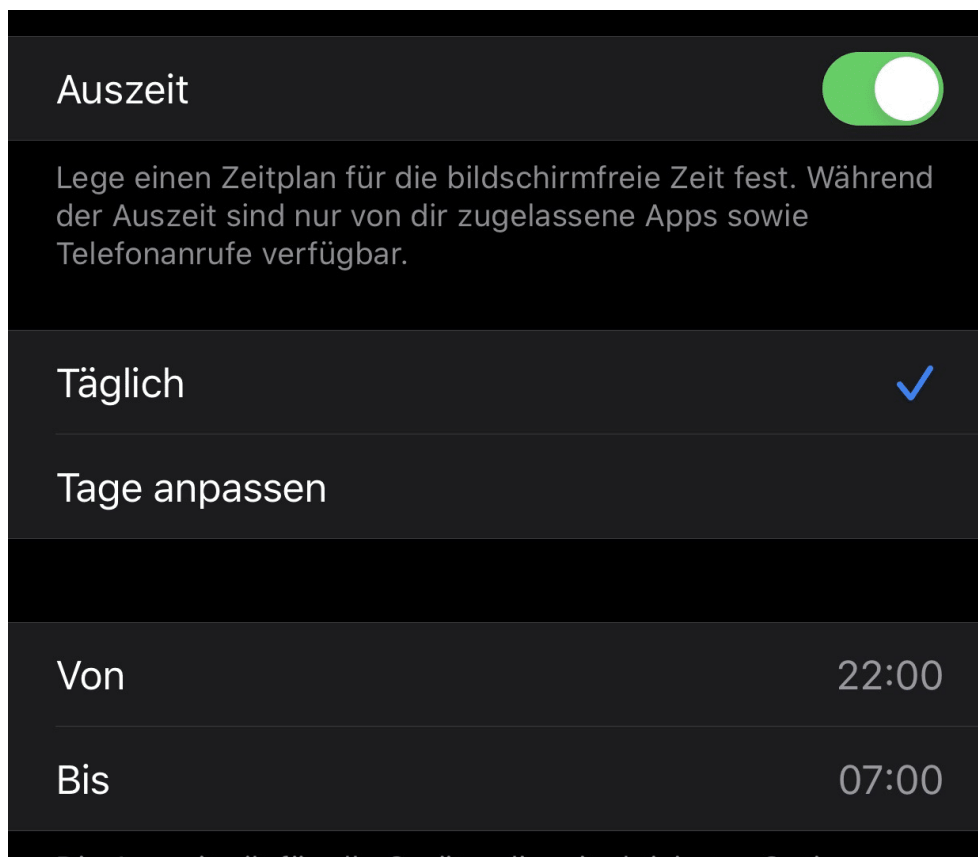 Auszeit
Lege einen Zeitplan für die bildschirmfreie Zeit fest. Während
der Auszeit sind nur von dir zugelassene Apps sowie
Telefonanrufe verfügbar.
Täglich
Tage anpassen
Von 22:00
Bis 07:00